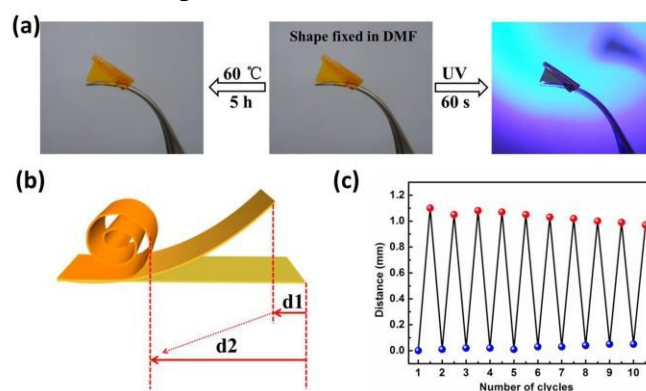 (a)
Shape fixed in DMF
60 ℃
5 h
UV
60 s
(b)
d1
d2
(c)
Distance (mm)
1.2
1.0
0.8
0.6
0.4
0.2
0.0
1 2 3 4 5 6 7 8 9 10
Number of clycles